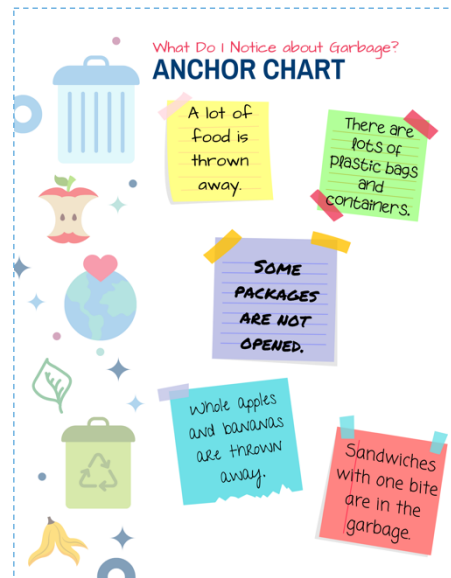 What Do I Notice about Garbage?
ANCHOR CHART
A lot of
food is
thrown
away.
There are
lots of
plastic bags
and
containers.
SOME
PACKAGES
ARE NOT
OPENED.
Whole apples
and bananas
are thrown
away.
Sandwiches
with one bite
are in the
garbage.